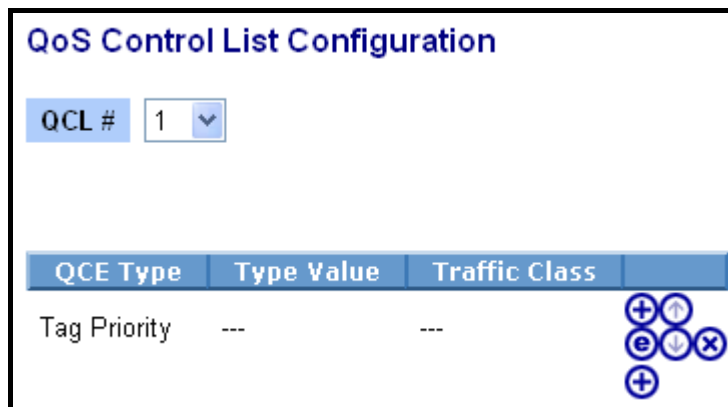 QoS Control List Configuration
QCL # 1
QCE Type Type Value Traffic Class
Tag Priority --- ---
e